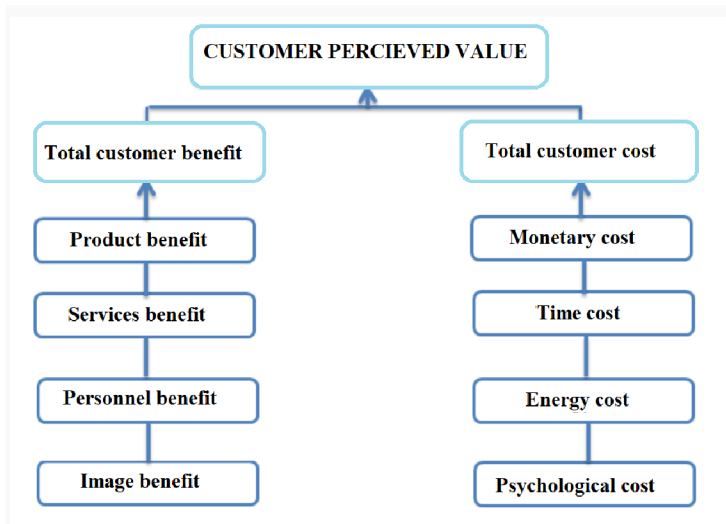 CUSTOMER PERCIEVED VALUE
Total customer benefit
Total customer cost
Product benefit
Monetary cost
Services benefit
Time cost
Personnel benefit
Energy cost
Image benefit
Psychological cost